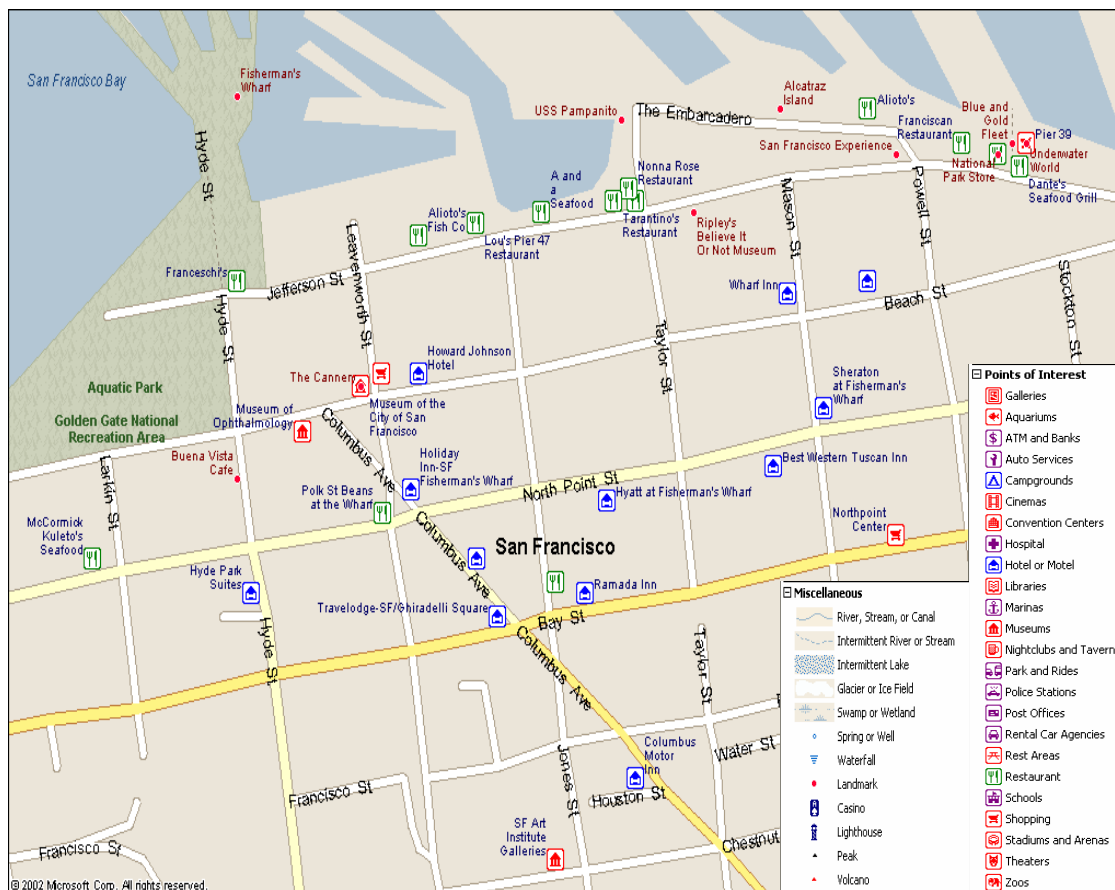 San Francisco Bay
Fisherman's
Wharf
Hyde St
USS Pampanito
The Embarcadero
Alcatraz
Island
Alioto's
Franciscan
Restaurant
Blue and
Gold
Fleet
Pier 39
San Francisco Experience
National
Park Store
Underwater
World
Dante's
Seafood Grill
Nonna Rose
Restaurant
A and
a
Seafood
Alioto's
Fish Co
Lou's Pier 47
Restaurant
Tarantino's
Restaurant
Ripley's
Believe It
Or Not Museum
Mason St
Powell St
Leavenworth St
Franceschi's
Jefferson St
Hyde St
Wharf Inn
Beach St
Stockton St
Taylor St
Howard Johnson
Hotel
The Cannery
Aquatic Park
Golden Gate National
Recreation Area
Museum of
Ophthalmology
Museum of the
City of San
Francisco
Sheraton
at Fisherman's
Wharf
Columbus Ave
Buena Vista
Cafe
Larkin St
Holiday
Inn-SF
Fisherman's Wharf
North Point St
Best Western Tuscan Inn
Polk St Beans
at the Wharf
Hyatt at Fisherman's Wharf
Northpoint
Center
McCormick
Kuleto's
Seafood
Columbus Ave
San Francisco
Hyde Park
Suites
Ramada Inn
Travelodge-SF/Ghiradelli Square
Bay St
Hyde St
Columbus Ave
Taylor St
Water St
Columbus
Motor
Inn
Jones St
Francisco St
Houston St
SF Art
Institute
Galleries
Chestnut
Francisco St
© 2002 Microsoft Corp. All rights reserved.
Miscellaneous
River, Stream, or Canal
Intermittent River or Stream
Intermittent Lake
Glacier or Ice Field
Swamp or Wetland
Spring or Well
Waterfall
Landmark
Casino
Lighthouse
Peak
Volcano
Points of Interest
Galleries
Aquariums
ATM and Banks
Auto Services
Campgrounds
Cinemas
Convention Centers
Hospital
Hotel or Motel
Libraries
Marinas
Museums
Nightclubs and Tavern
Park and Rides
Police Stations
Post Offices
Rental Car Agencies
Rest Areas
Restaurant
Schools
Shopping
Stadiums and Arenas
Theaters
Zoos